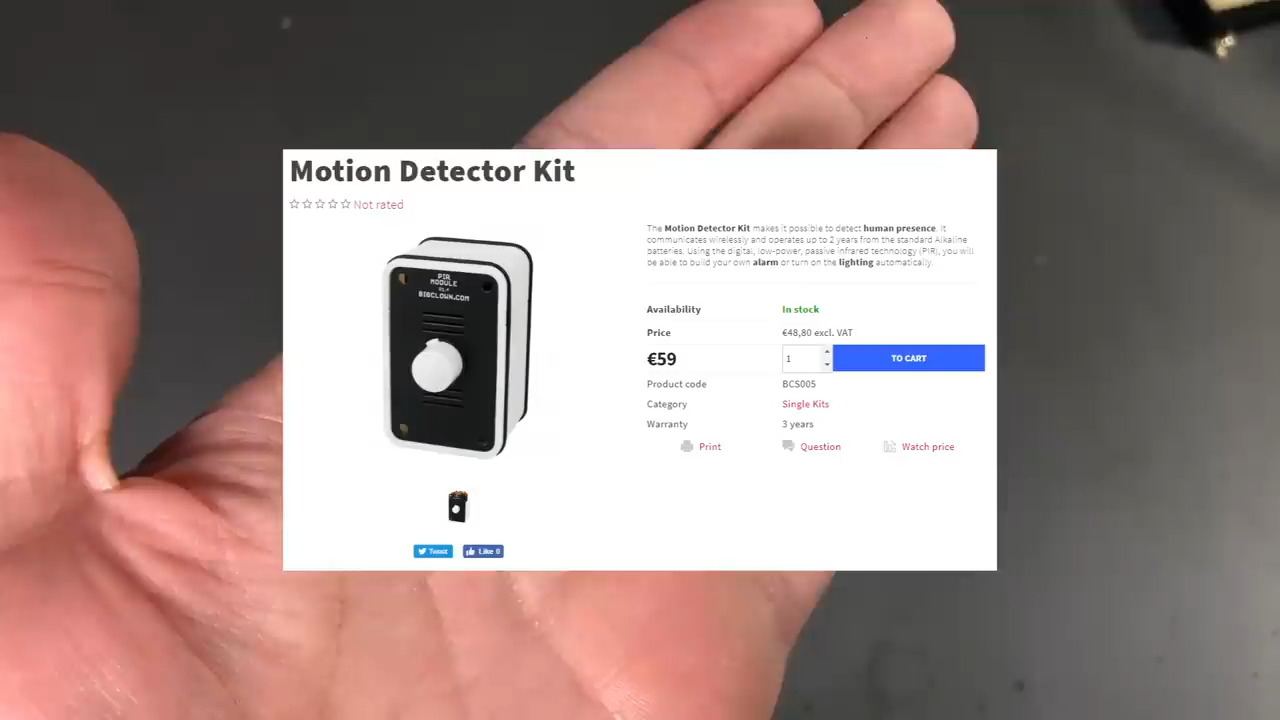 Motion Detector Kit
Not rated
PIR
MODULE
R1.4
BIGCLOWN.COM
The Motion Detector Kit makes it possible to detect human presence. It
communicates wirelessly and operates up to 2 years from the standard Alkaline
batteries. Using the digital, low-power, passive infrared technology (PIR), you will
be able to build your own alarm or turn on the lighting automatically.
Availability In stock
Price €48,80 excl. VAT
€59 1 TO CART
Product code BCS005
Category Single Kits
Warranty 3 years
Print Question Watch price
Tweet Like 0